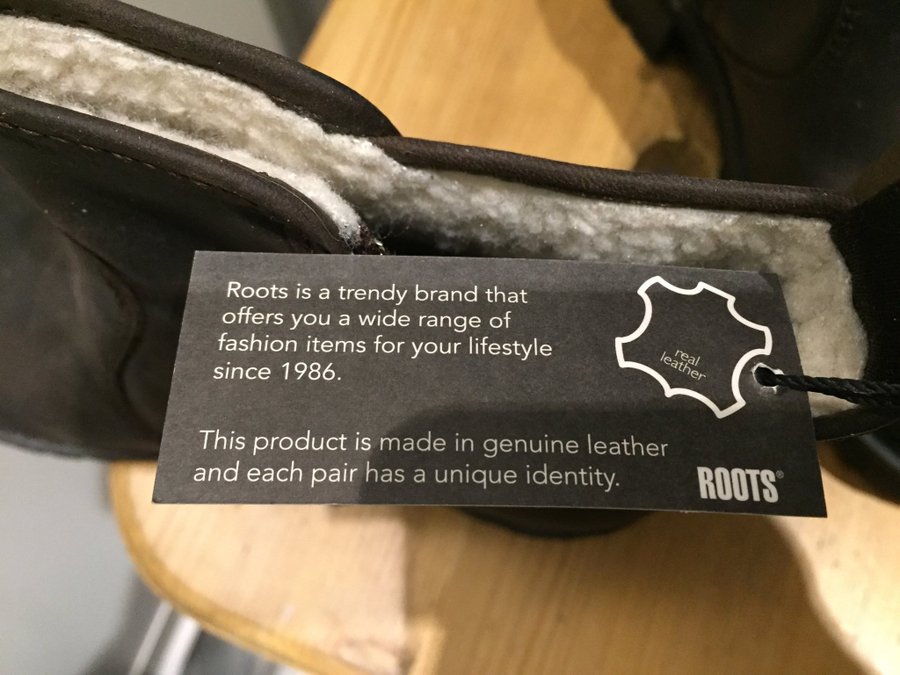 Roots is a trendy brand that
offers you a wide range of
fashion items for your lifestyle
since 1986.
real
leather
This product is made in genuine leather
and each pair has a unique identity.
ROOTS®